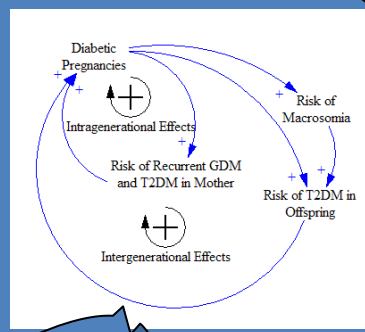 Diabetic
Pregnancies
+
+
+
Risk of
Macrosomia
+
Intragenerational Effects
+
Risk of Recurrent GDM
and T2DM in Mother
+
+
Risk of T2DM in
Offspring
+
Intergenerational Effects